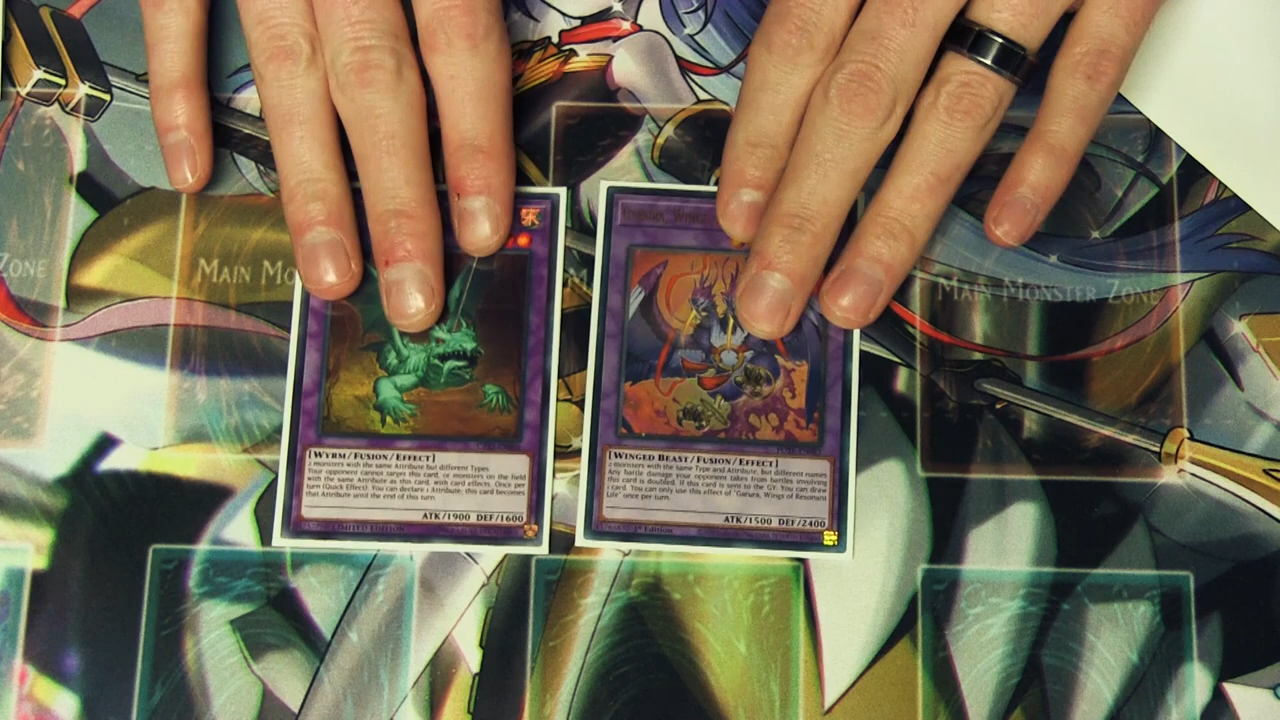 ZONE
MAIN MO
M
MAIN MONSTER ZONE
[WYRM/FUSION/EFFECT]
2 monsters with the same Attribute but different Types
Your opponent cannot target this card, or monsters on the field
with the same Attribute as this card, with card effects. Once per
turn (Quick Effect): You can declare 1 Attribute; this card becomes
that Attribute until the end of this turn.
ATK/1900 DEF/1600
LIMITED EDITION
[WINGED BEAST/FUSION/EFFECT]
2 monsters with the same Type and Attribute, but different names
Any battle damage your opponent takes from battles involving
this card is doubled. If this card is sent to the GY: You can draw
1 card. You can only use this effect of "Garura, Wings of Resonant
Life" once per turn.
ATK/1500 DEF/2400
1st Edition